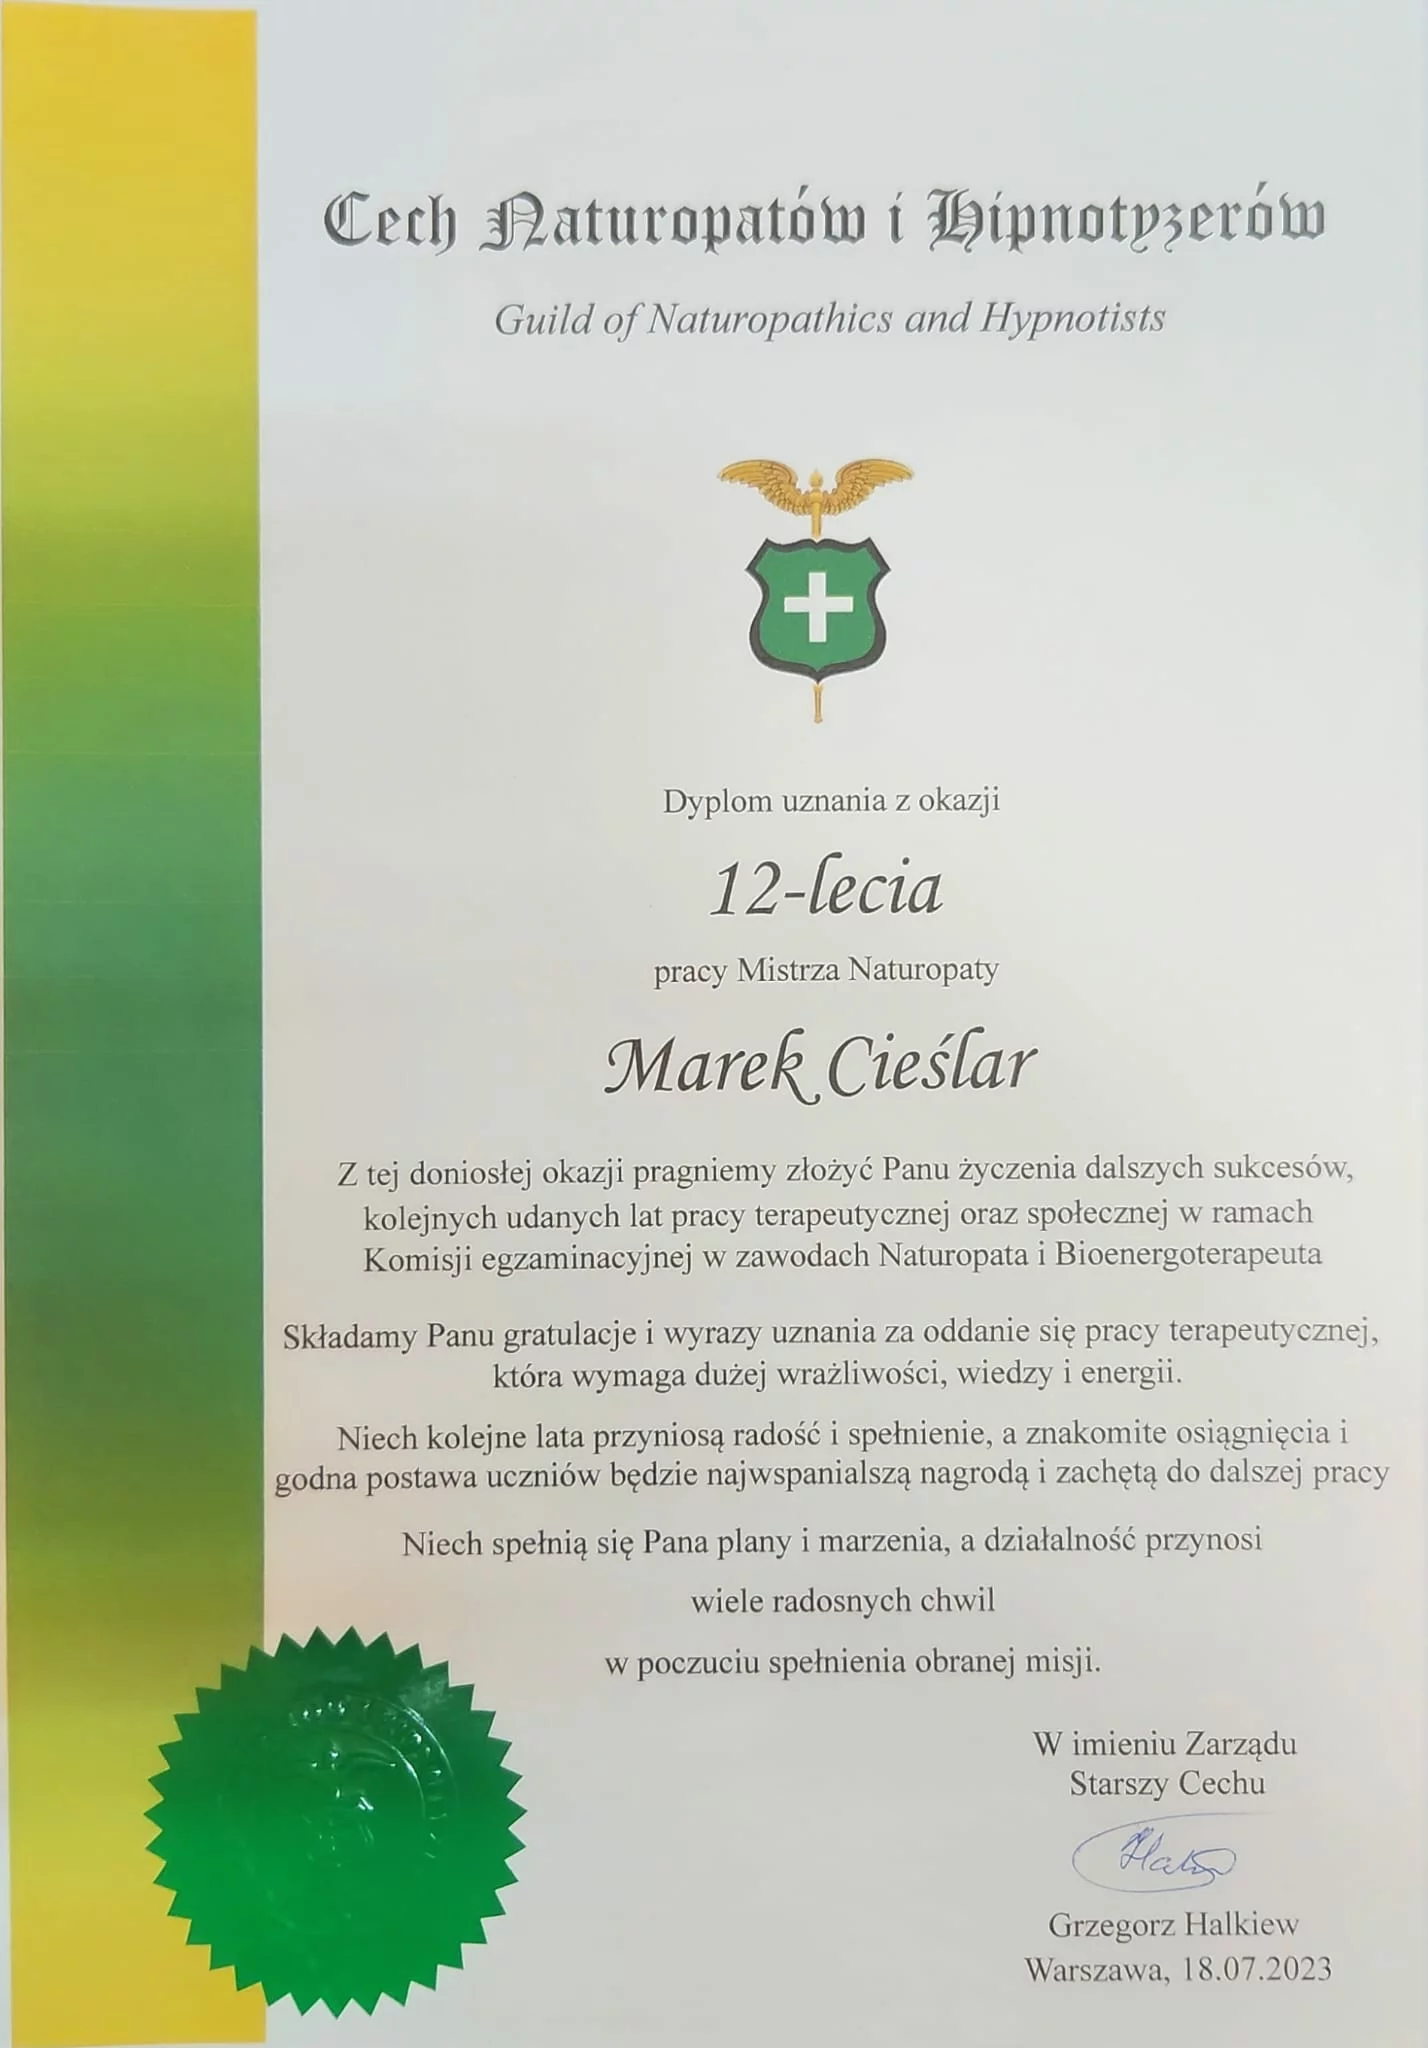 Cech Naturopatów i Hipnotyzerów
Guild of Naturopathics and Hypnotists
Dyplom uznania z okazji
12-lecia
pracy Mistrza Naturopaty
Marek Cieślar
Z tej doniosłej okazji pragniemy złożyć Panu życzenia dalszych sukcesów,
kolejnych udanych lat pracy terapeutycznej oraz społecznej w ramach
Komisji egzaminacyjnej w zawodach Naturopata i Bioenergoterapeuta
Składamy Panu gratulacje i wyrazy uznania za oddanie się pracy terapeutycznej,
która wymaga dużej wrażliwości, wiedzy i energii.
Niech kolejne lata przyniosą radość i spełnienie, a znakomite osiągnięcia i
godna postawa uczniów będzie najwspanialszą nagrodą i zachętą do dalszej pracy
Niech spełnią się Pana plany i marzenia, a działalność przynosi
wiele radosnych chwil
w poczuciu spełnienia obranej misji.
W imieniu Zarządu
Starszy Cechu
Grzegorz Halkiew
Warszawa, 18.07.2023